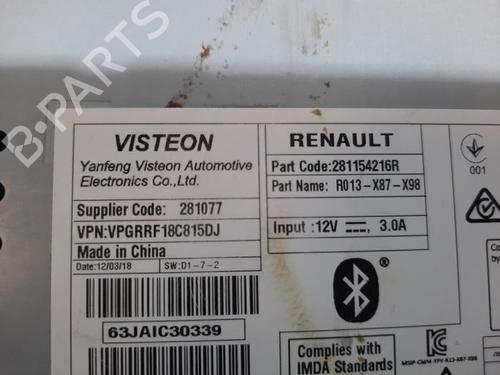 B-PARTS
VISTEON
Yanfeng Visteon Automotive
Electronics Co.,Ltd.
Supplier Code: 281077
VPN:VPGRRF18C815DJ
Made in China
Date:12/03/18 SW:D1-7-2
63JAIC30339
RENAULT
Part Code:281154216R
Part Name: R013-X87-X98
Input :12V 3.0A
®
Complies with
IMDA Standards
001